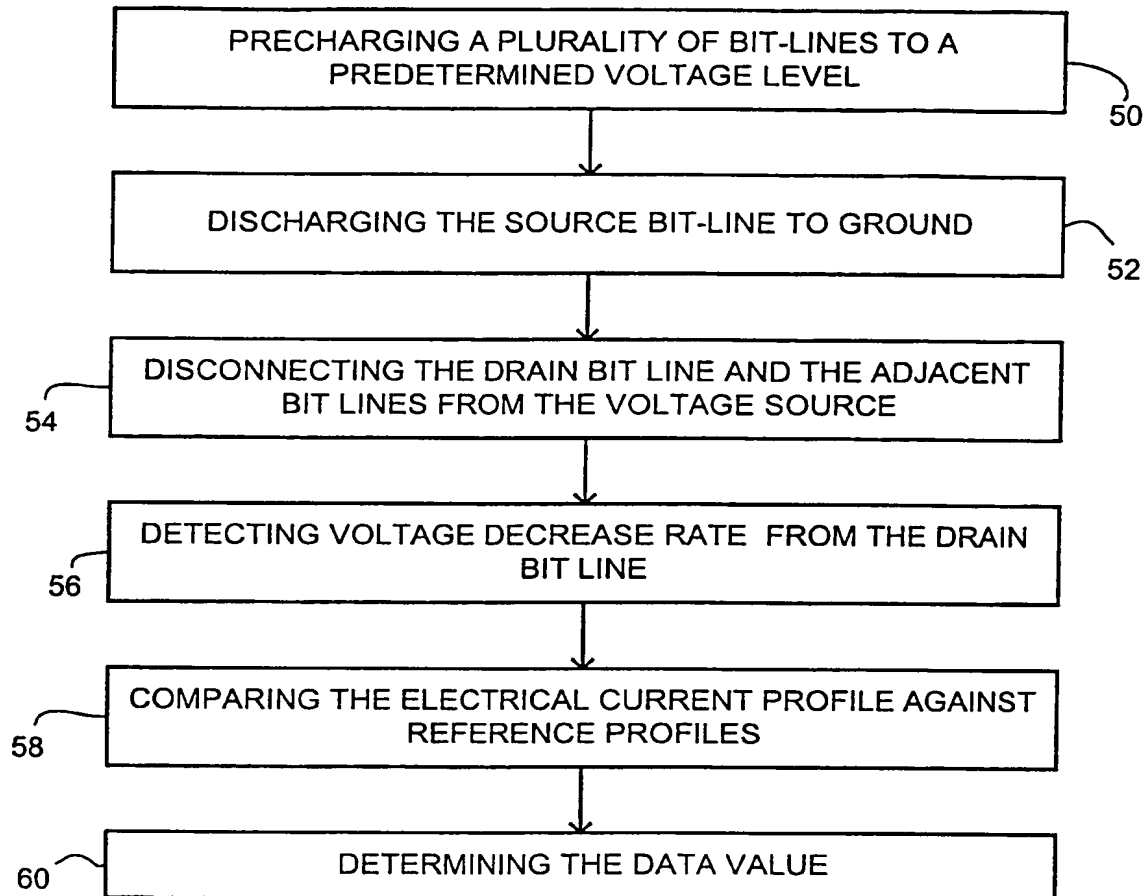 PRECHARGING A PLURALITY OF BIT-LINES TO A
PREDETERMINED VOLTAGE LEVEL
50
DISCHARGING THE SOURCE BIT-LINE TO GROUND
52
DISCONNECTING THE DRAIN BIT LINE AND THE ADJACENT
BIT LINES FROM THE VOLTAGE SOURCE
54
DETECTING VOLTAGE DECREASE RATE FROM THE DRAIN
BIT LINE
56
COMPARING THE ELECTRICAL CURRENT PROFILE AGAINST
REFERENCE PROFILES
58
DETERMINING THE DATA VALUE
60